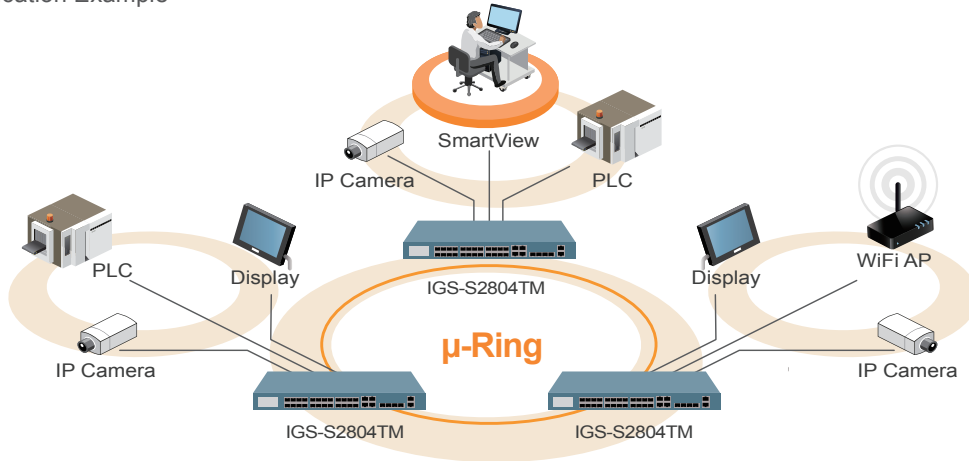 SmartView
IP Camera
PLC
PLC
Display
Display
WiFi AP
IGS-S2804TM
μ-Ring
IP Camera
IP Camera
IGS-S2804TM
IGS-S2804TM